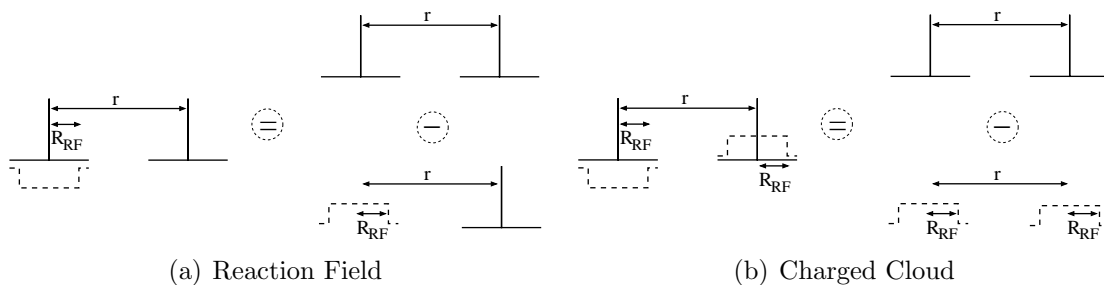 r
r
r
r
R_RF
R_RF
R_RF
r
r
R_RF
R_RF
R_RF
(a) Reaction Field
(b) Charged Cloud